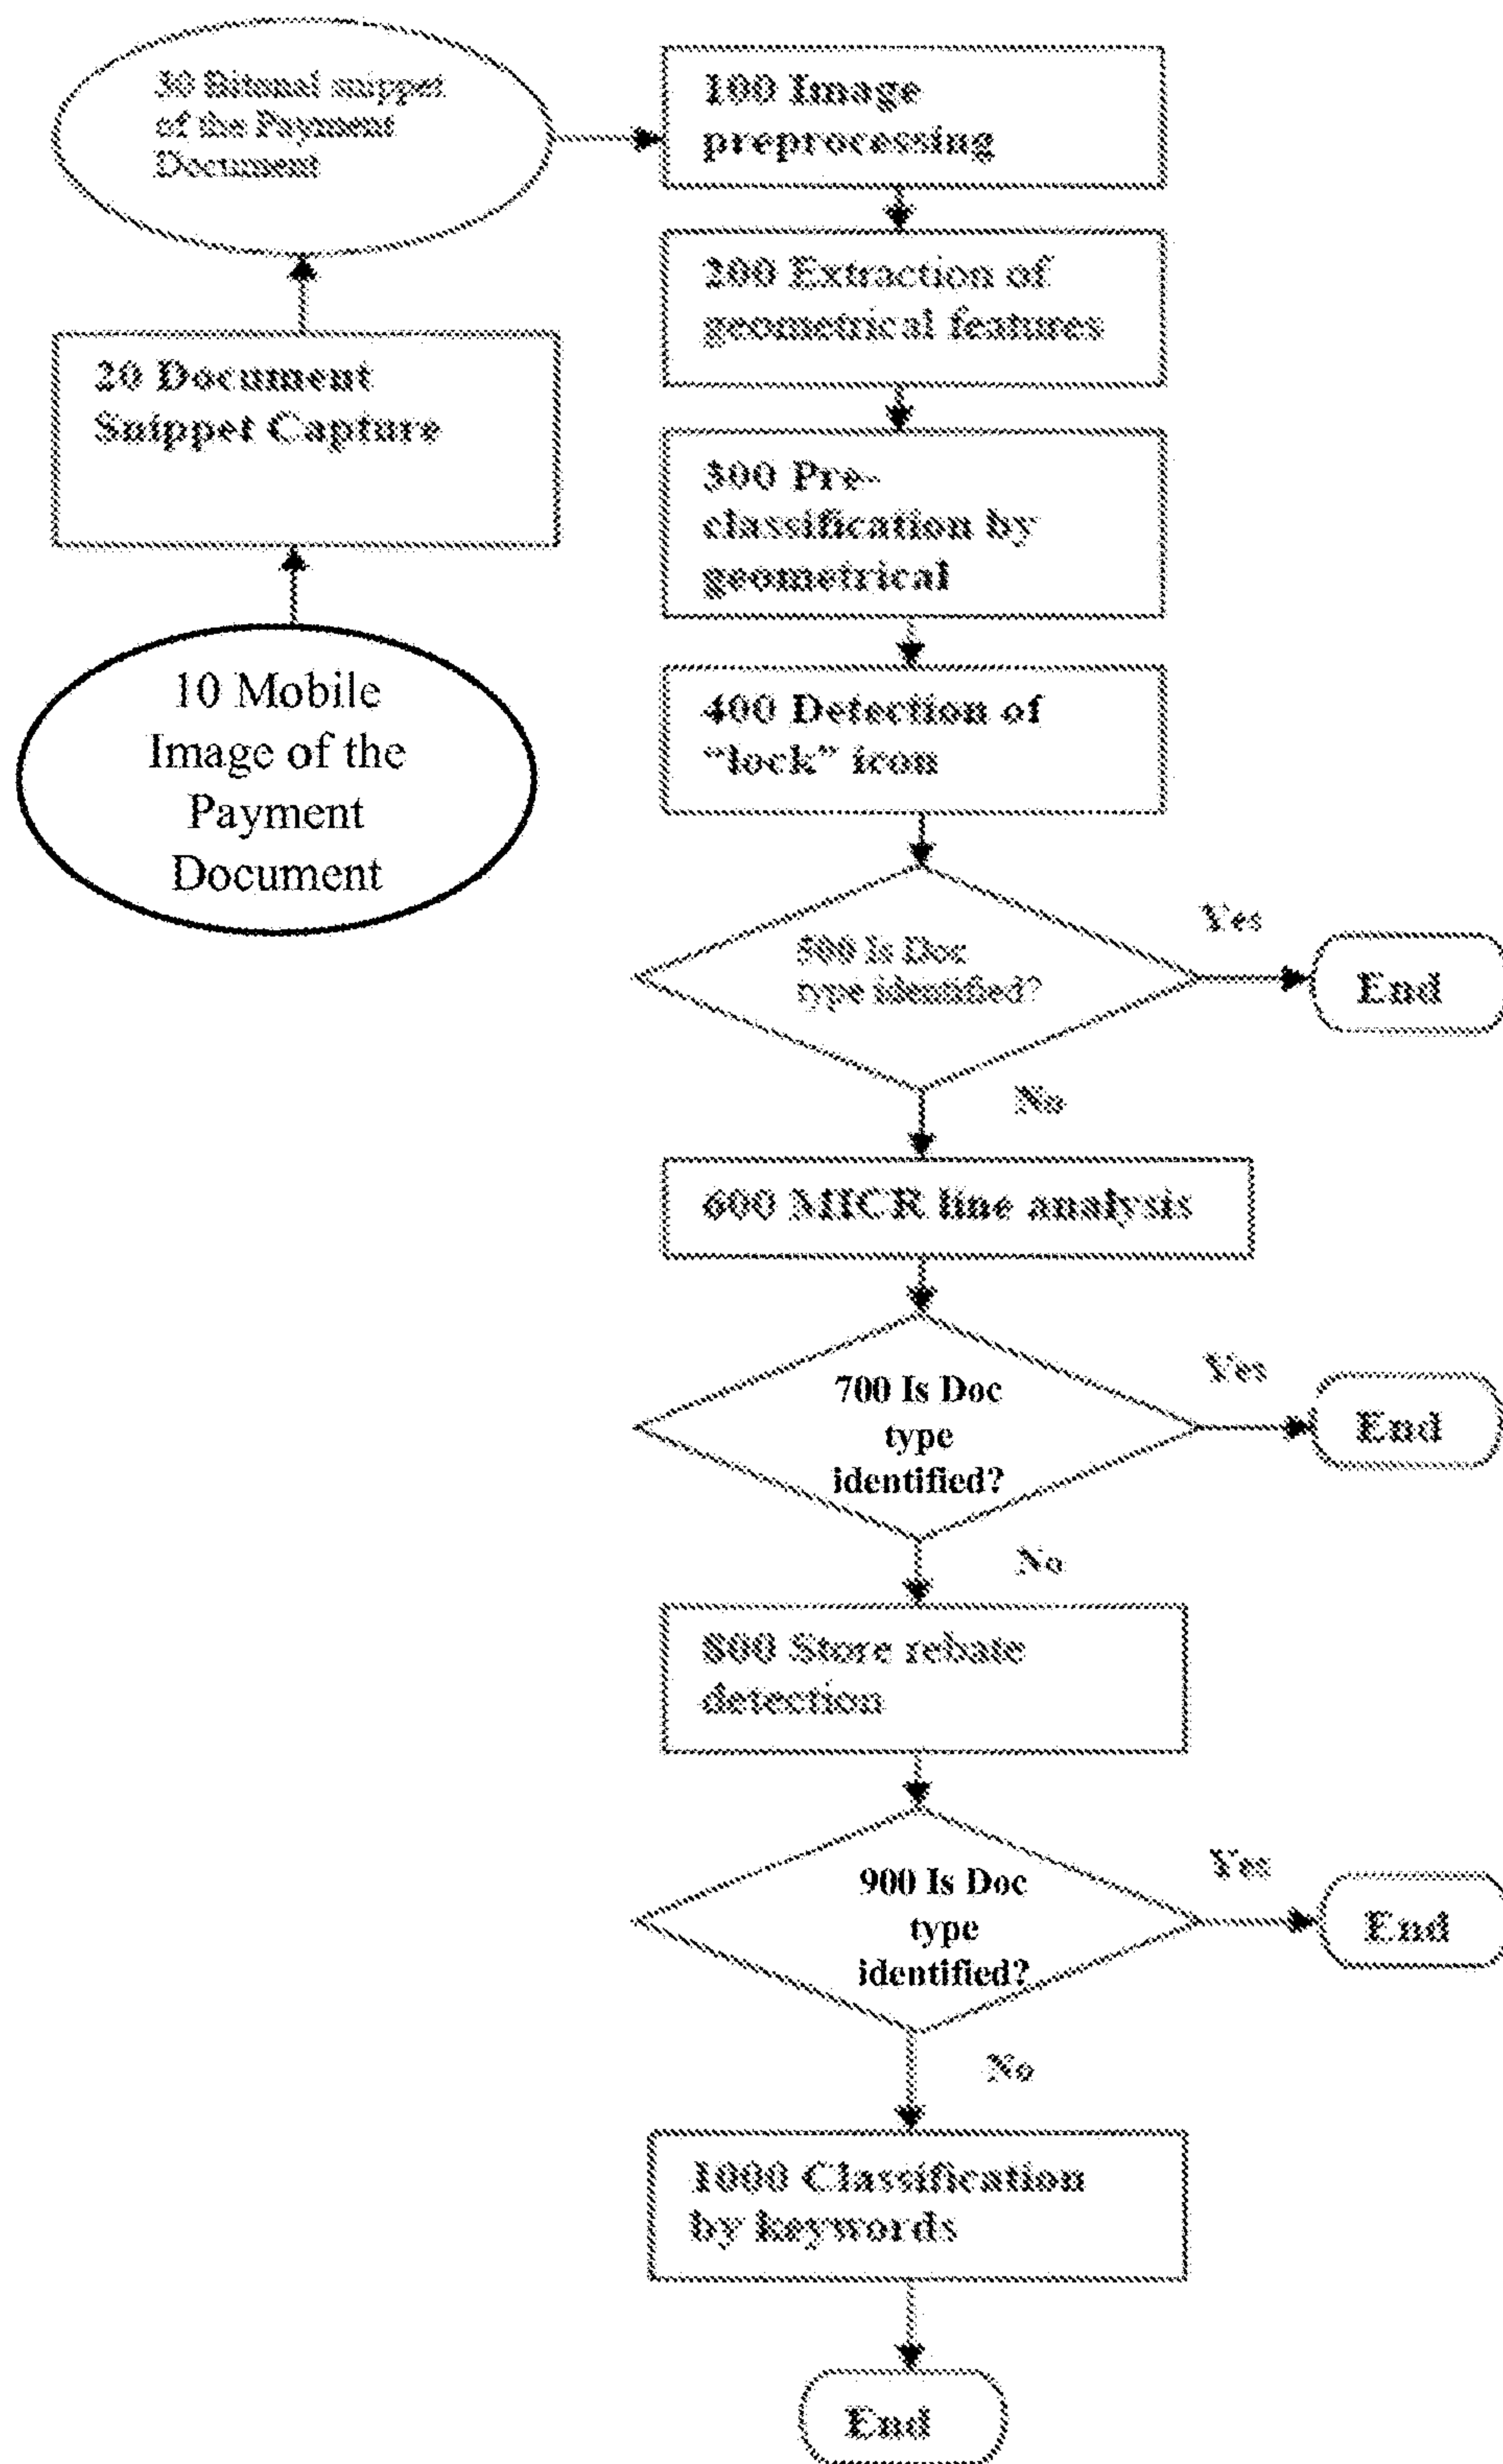 30 Bitonal snippet
of the Payment
Document
20 Document
Snippet Capture
10 Mobile
Image of the
Payment
Document
100 Image
preprocessing
200 Extraction of
geometrical features
300 Pre-
classification by
geometrical
400 Detection of
“lock” icon
500 Is Doc
type identified?
Yes
End
No
600 MICR line analysis
700 Is Doc
type
identified?
Yes
End
No
800 Store rebate
detection
900 Is Doc
type
identified?
Yes
End
No
1000 Classification
by keywords
End